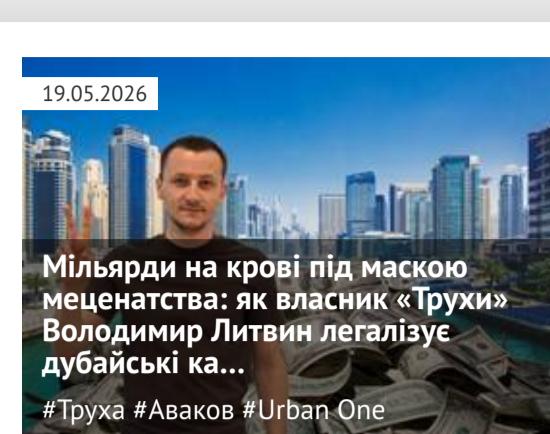 19.05.2026
Мільярди на крові під маскою
меценатства: як власник «Трухи»
Володимир Литвин легалізує
дубайські ка...
#Труха #Аваков #Urban One